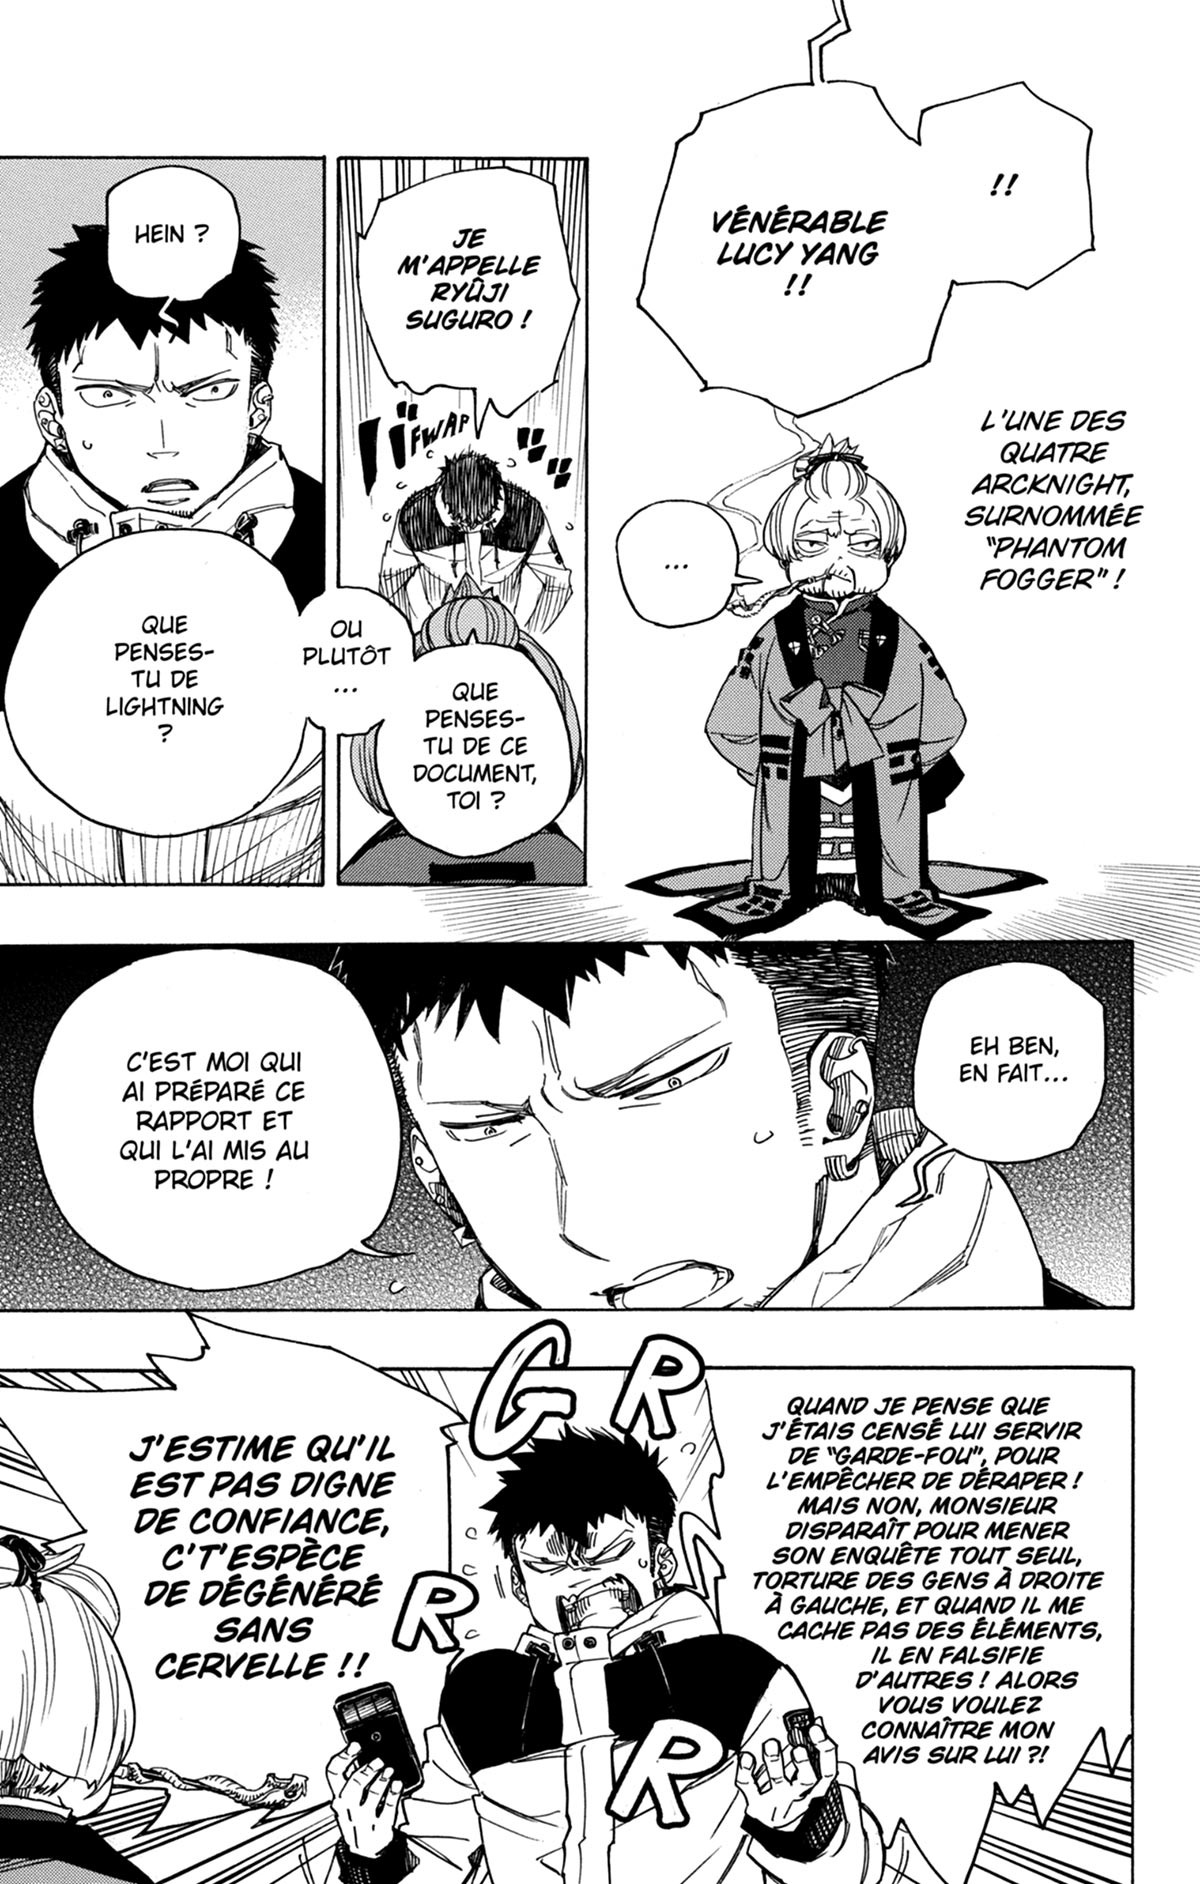 !!
VÉNÉRABLE
LUCY YANG
!!
L'UNE DES
QUATRE
ARCKNIGHT,
SURNOMMÉE
"PHANTOM
FOGGER" !
...
JE
M'APPELLE
RYÛJI
SUGURO !
FWAP
QUE
PENSES-
TU DE CE
DOCUMENT,
TOI ?
OU
PLUTÔT
...
HEIN ?
QUE
PENSES-
TU DE
LIGHTNING
?
EH BEN,
EN FAIT...
C'EST MOI QUI
AI PRÉPARÉ CE
RAPPORT ET
QUI L'AI MIS AU
PROPRE !
QUAND JE PENSE QUE
J'ÉTAIS CENSÉ LUI SERVIR
DE "GARDE-FOU", POUR
L'EMPÊCHER DE DÉRAPER !
MAIS NON, MONSIEUR
DISPARAÎT POUR MENER
SON ENQUÊTE TOUT SEUL,
TORTURE DES GENS À DROITE
À GAUCHE, ET QUAND IL ME
CACHE PAS DES ÉLÉMENTS,
IL EN FALSIFIE
D'AUTRES ! ALORS
VOUS VOULEZ
CONNAÎTRE MON
AVIS SUR LUI ?!
G R
R
R
J'ESTIME QU'IL
EST PAS DIGNE
DE CONFIANCE,
C'T'ESPÈCE
DE DÉGÉNÉRÉ
SANS
CERVELLE !!